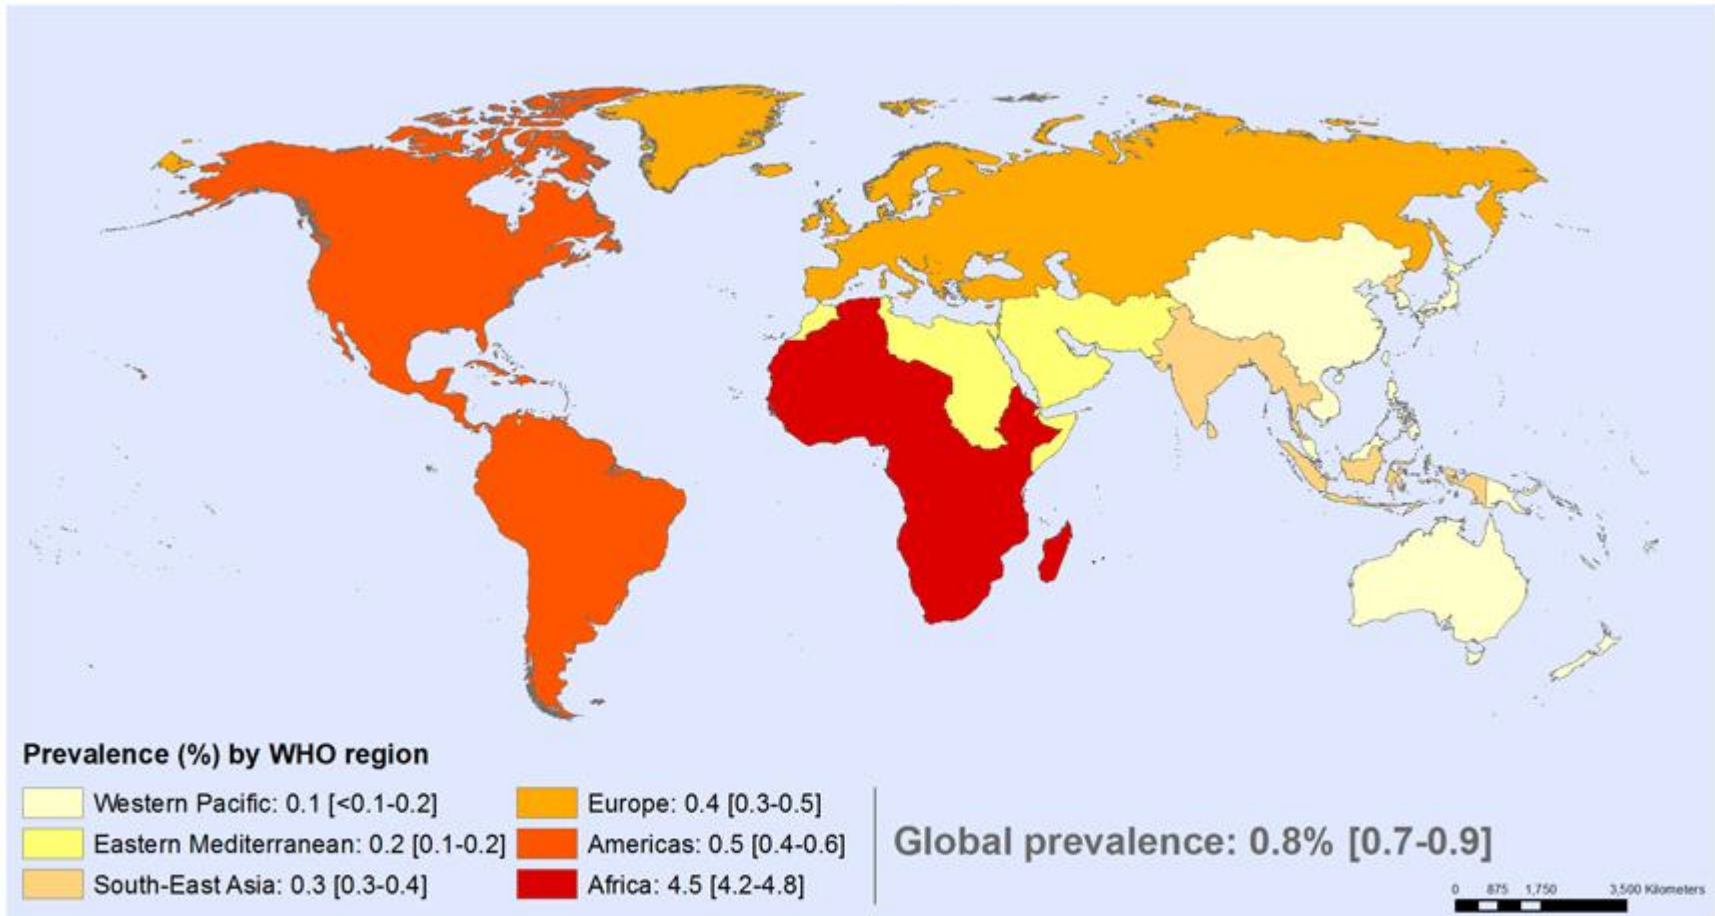 Prevalence (%) by WHO region
Western Pacific: 0.1 [<0.1-0.2]
Eastern Mediterranean: 0.2 [0.1-0.2]
South-East Asia: 0.3 [0.3-0.4]
Europe: 0.4 [0.3-0.5]
Americas: 0.5 [0.4-0.6]
Africa: 4.5 [4.2-4.8]
Global prevalence: 0.8% [0.7-0.9]
0 875 1,750 3,500 Kilometers